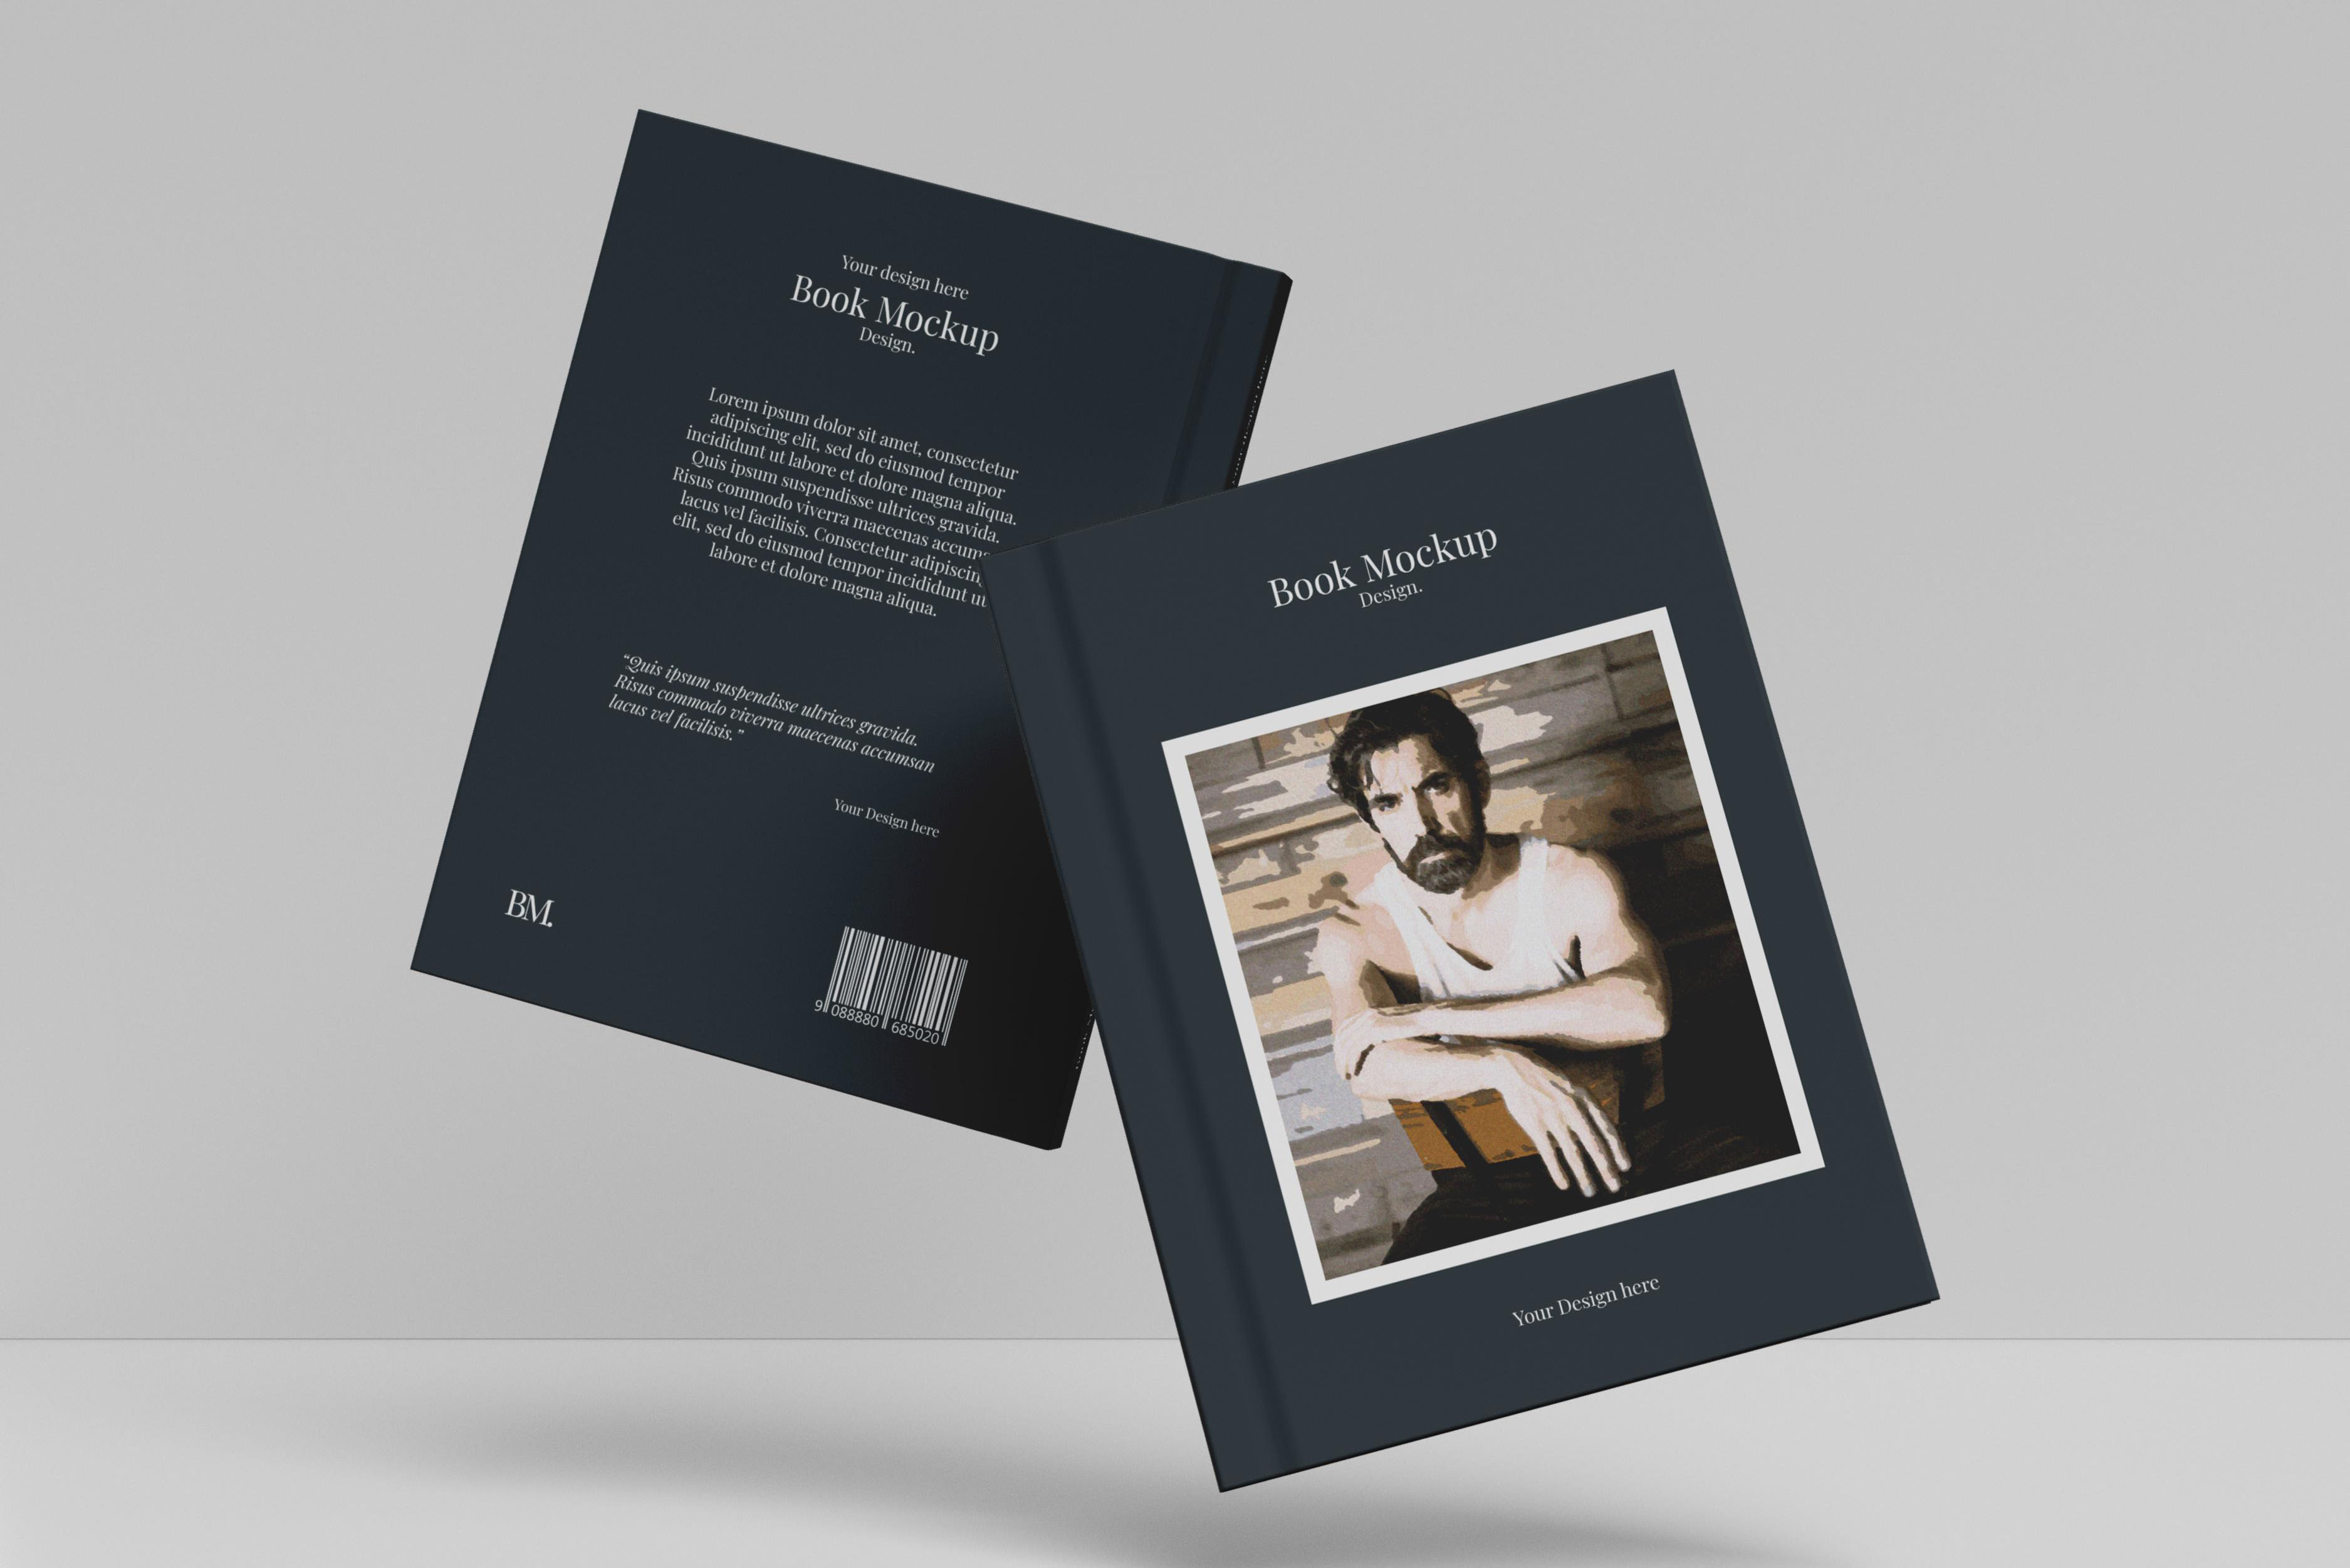 Your design here
Book Mockup
Design.
Lorem ipsum dolor sit amet, consectetur
adipiscing elit, sed do eiusmod tempor
incididunt ut labore et dolore magna aliqua.
Quis ipsum suspendisse ultrices gravida.
Risus commodo viverra maecenas
lacus vel facilisis. Consectetur
elit, sed do eiusmod tempor incididunt ut
labore et dolore magna aliqua.
“Quis ipsum suspendisse ultrices gravida.
Risus commodo viverra maecenas accumsan
lacus vel facilisis.”
Your Design here
BM.
9 088880 685020
Book Mockup
Design.
Your Design here